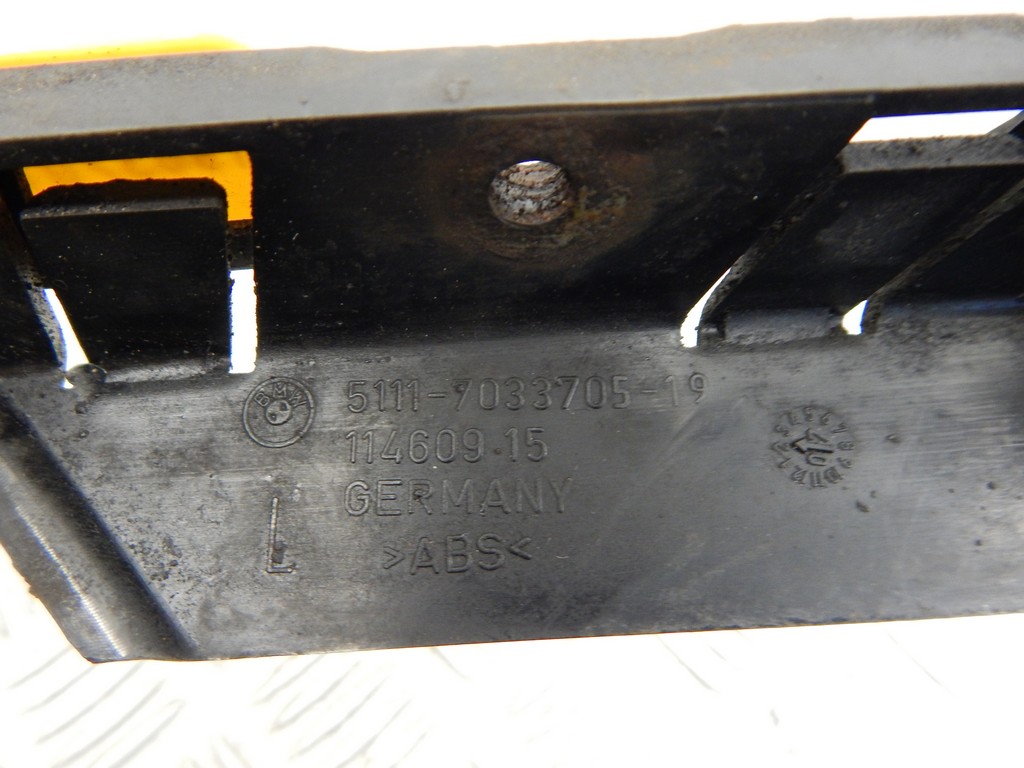 BMW
5111-7033705-19
114609.15
GERMANY
L
>ABS<